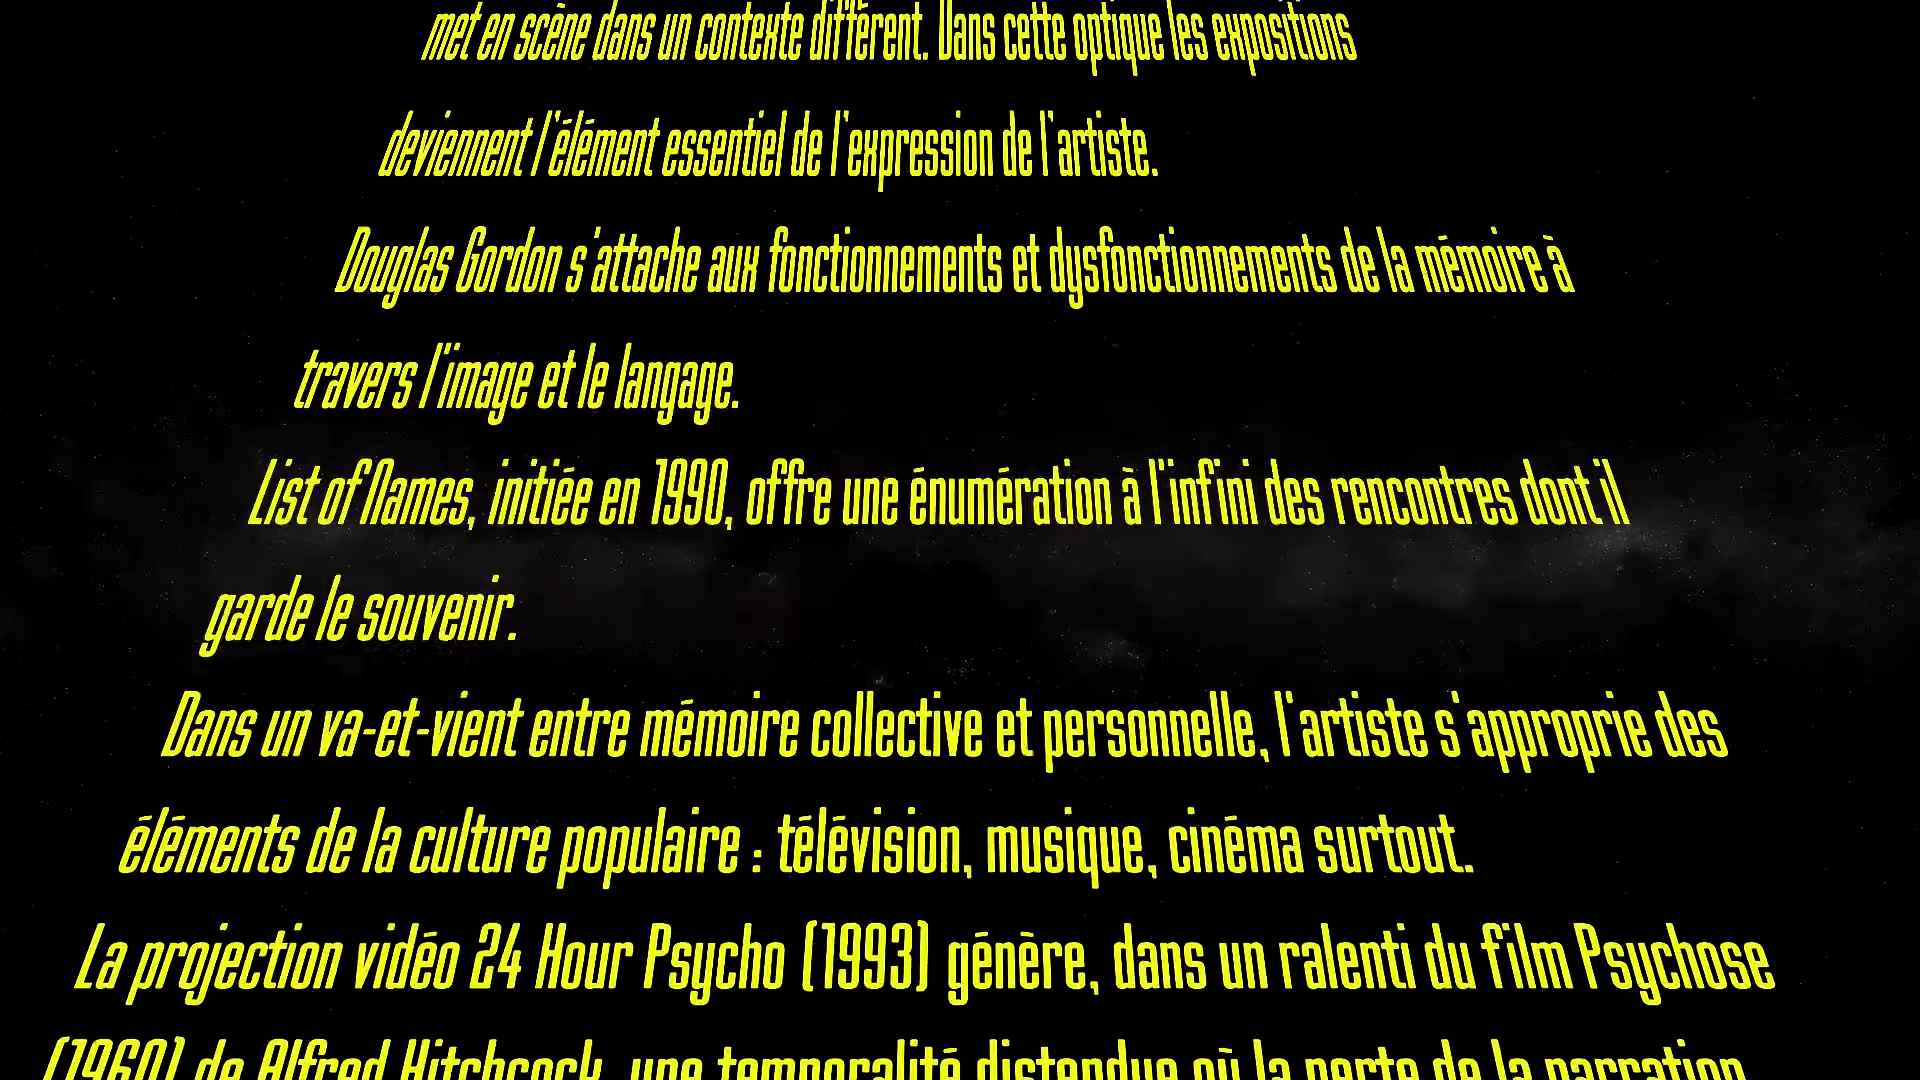 met en scène dans un contexte différent. Dans cette optique les expositions
deviennent l'élément essentiel de l'expression de l'artiste.
Douglas Gordon s'attache aux fonctionnements et dysfonctionnements de la mémoire à
travers l'image et le langage.
List of Names, initiée en 1990, offre une énumération à l'infini des rencontres dont il
garde le souvenir.
Dans un va-et-vient entre mémoire collective et personnelle, l'artiste s'approprie des
éléments de la culture populaire : télévision, musique, cinéma surtout.
La projection vidéo 24 Hour Psycho (1993) génère, dans un ralenti du film Psychose
(1960) de Alfred Hitchcock, une temporalité distendue où la perte de la narration